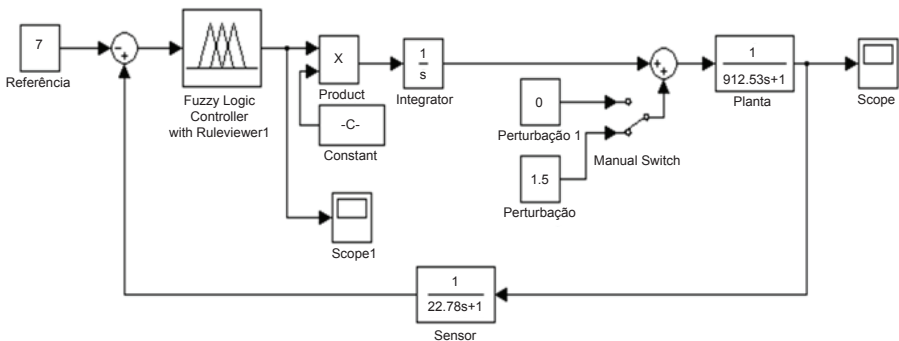 7
Referência
-
+
Fuzzy Logic
Controller
with Ruleviewer1
X
Product
-C-
Constant
1
s
Integrator
Scope1
0
Perturbação 1
1.5
Perturbação
Manual Switch
+
+
1
912.53s+1
Planta
Scope
1
22.78s+1
Sensor